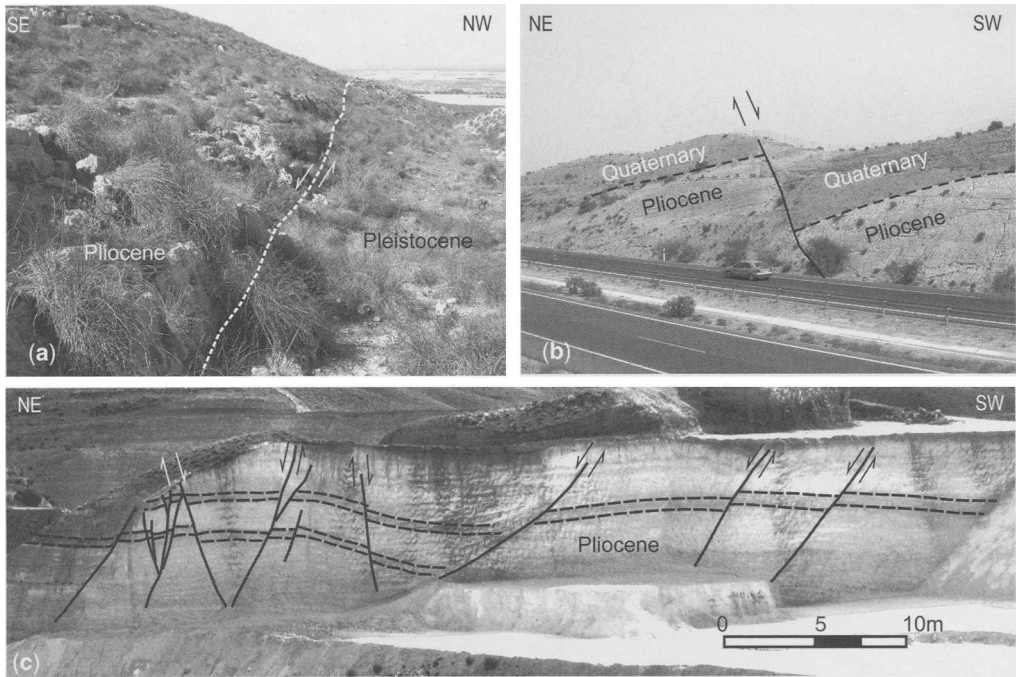 SE NW
Pliocene
Pleistocene
(a)
NE SW
Quaternary
Pliocene
Quaternary
Pliocene
(b)
NE SW
Pliocene
0 5 10m
(c)